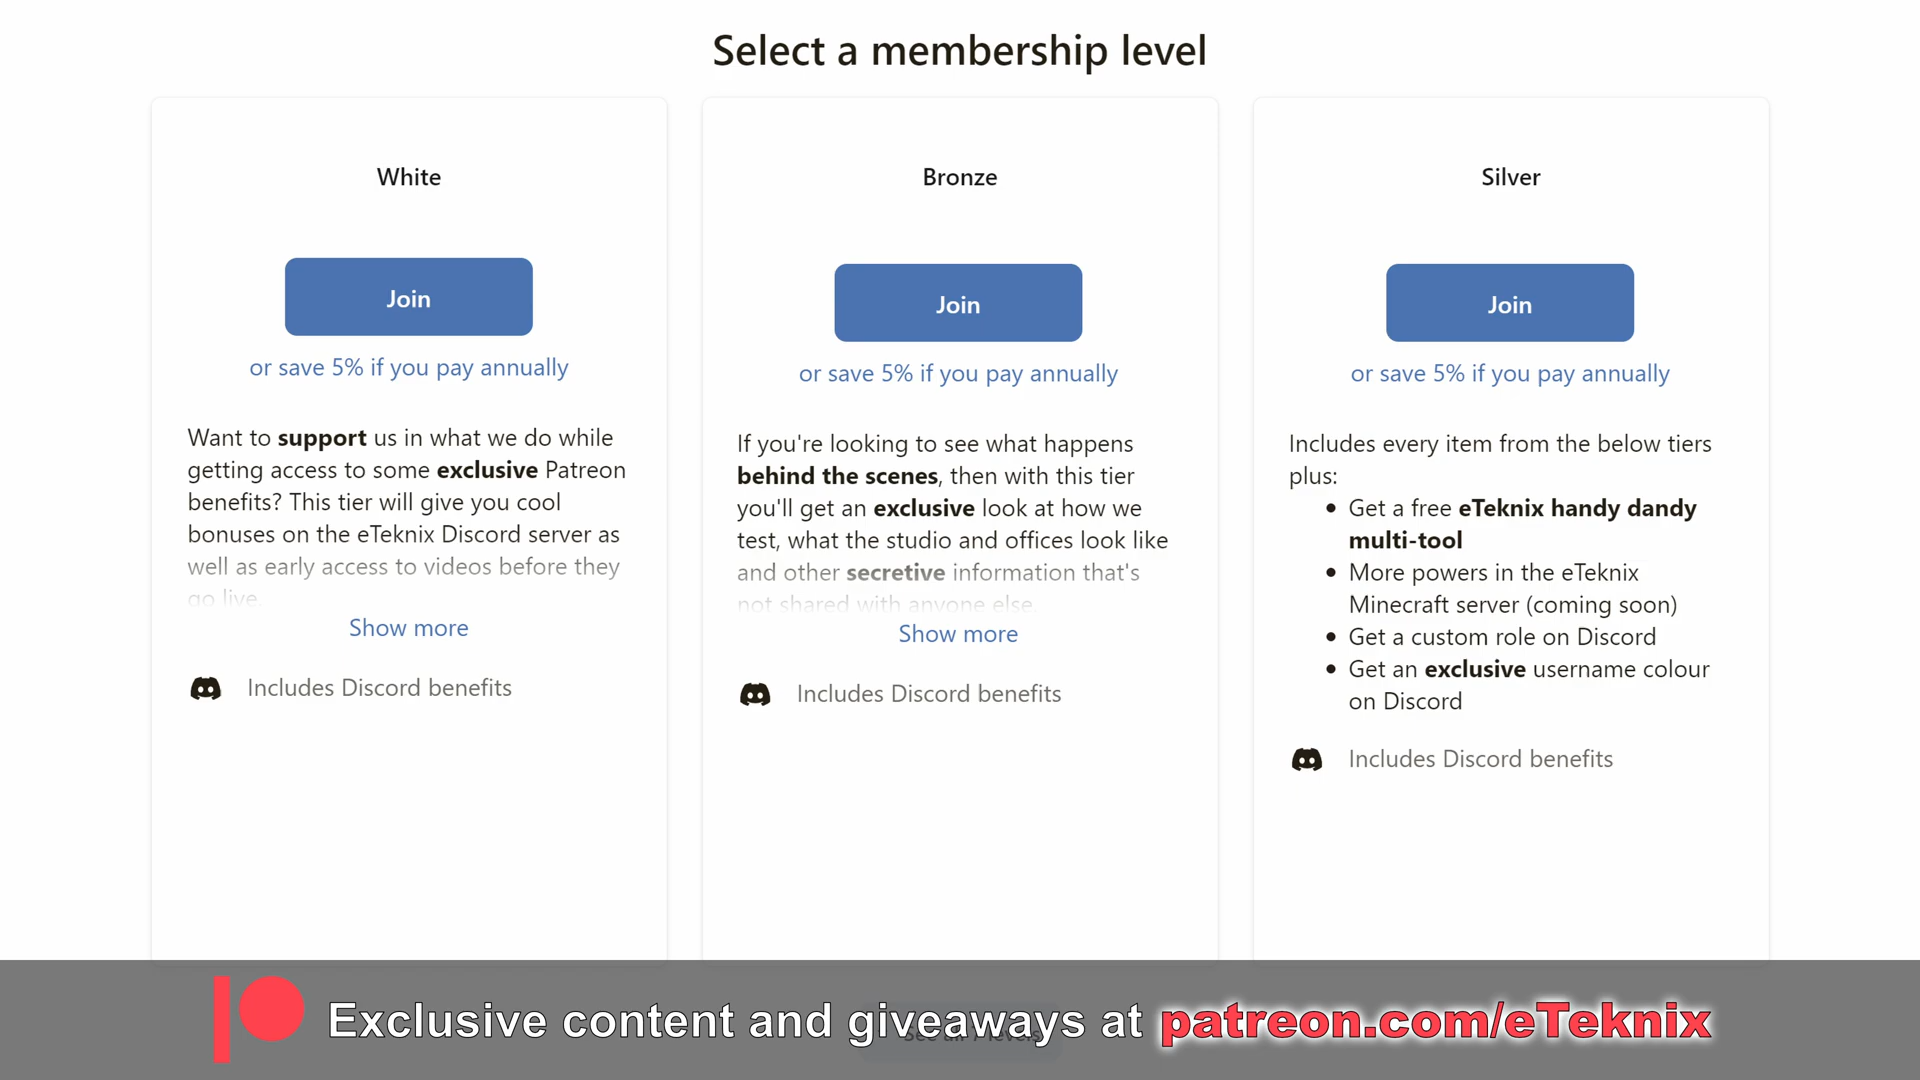 Select a membership level
White
Join
or save 5% if you pay annually
Want to support us in what we do while
getting access to some exclusive Patreon
benefits? This tier will give you cool
bonuses on the eTeknix Discord server as
well as early access to videos before they
go live.
Show more
Includes Discord benefits
Bronze
Join
or save 5% if you pay annually
If you're looking to see what happens
behind the scenes, then with this tier
you'll get an exclusive look at how we
test, what the studio and offices look like
and other secretive information that's
not shared with anyone else.
Show more
Includes Discord benefits
Silver
Join
or save 5% if you pay annually
Includes every item from the below tiers
plus:
• Get a free eTeknix handy dandy
multi-tool
• More powers in the eTeknix
Minecraft server (coming soon)
• Get a custom role on Discord
• Get an exclusive username colour
on Discord
Includes Discord benefits
Exclusive content and giveaways at patreon.com/eTeknix
See all 7 levels